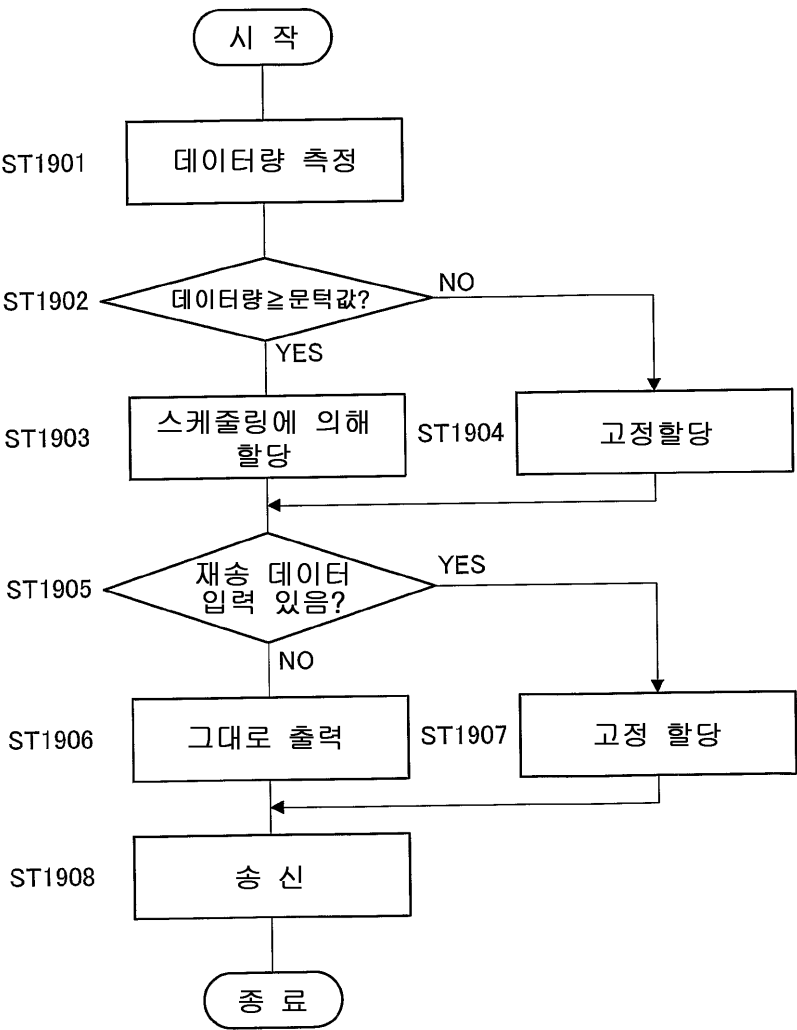 시 작
ST1901
데이터량 측정
ST1902
데이터량≧문턱값?
NO
YES
ST1903
스케줄링에 의해
할당
ST1904
고정할당
ST1905
재송 데이터
입력 있음?
YES
NO
ST1906
그대로 출력
ST1907
고정 할당
ST1908
송 신
종 료